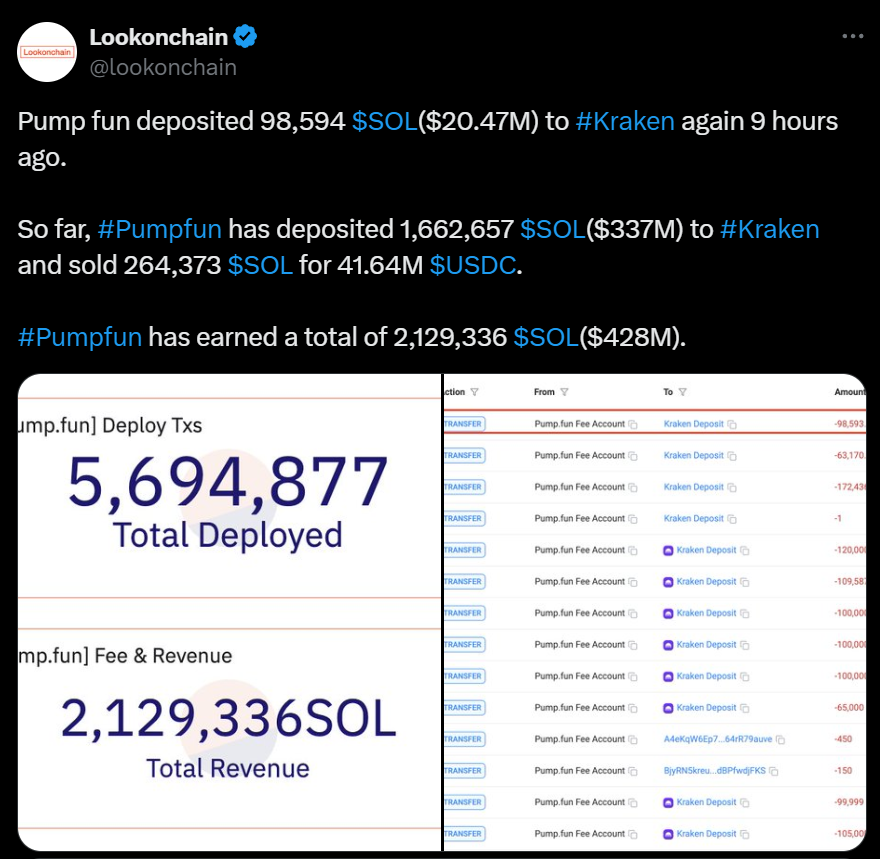 Lookonchain
Lookonchain
@lookonchain
Pump fun deposited 98,594 $SOL($20.47M) to #Kraken again 9 hours
ago.
So far, #Pumpfun has deposited 1,662,657 $SOL($337M) to #Kraken
and sold 264,373 $SOL for 41.64M $USDC.
#Pumpfun has earned a total of 2,129,336 $SOL($428M).
ump.fun] Deploy Txs
5,694,877
Total Deployed
mp.fun] Fee & Revenue
2,129,336SOL
Total Revenue
ction From To Amount
TRANSFER Pump.fun Fee Account Kraken Deposit -98,593.
TRANSFER Pump.fun Fee Account Kraken Deposit -63,170.
TRANSFER Pump.fun Fee Account Kraken Deposit -172,436
TRANSFER Pump.fun Fee Account Kraken Deposit -1
TRANSFER Pump.fun Fee Account Kraken Deposit -120,000
TRANSFER Pump.fun Fee Account Kraken Deposit -109,587
TRANSFER Pump.fun Fee Account Kraken Deposit -100,000
TRANSFER Pump.fun Fee Account Kraken Deposit -100,000
TRANSFER Pump.fun Fee Account Kraken Deposit -100,000
TRANSFER Pump.fun Fee Account Kraken Deposit -65,000
TRANSFER Pump.fun Fee Account A4eKqW6Ep7...64rR79auve -450
TRANSFER Pump.fun Fee Account BjyRN5kreu...dBPfwdjFKS -150
TRANSFER Pump.fun Fee Account Kraken Deposit -99,999
TRANSFER Pump.fun Fee Account Kraken Deposit -105,00